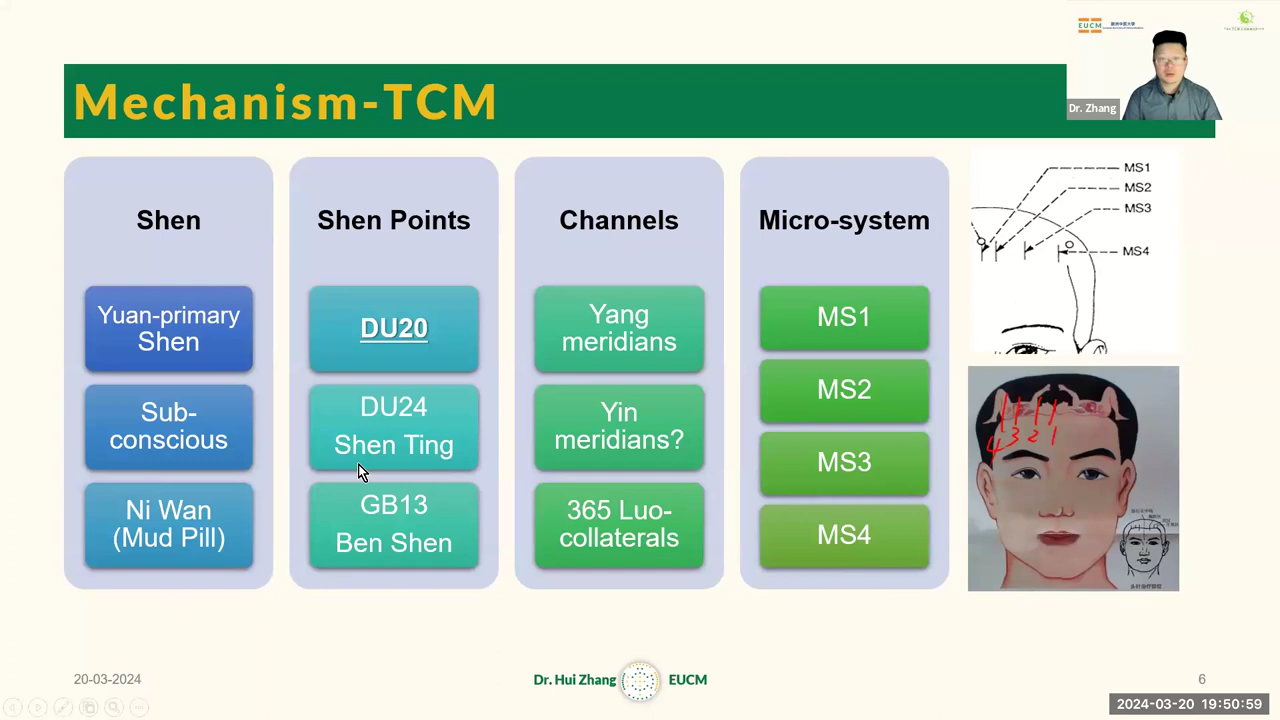 EUCM
Mechanism-TCM
Dr. Zhang
Shen
Yuan-primary
Shen
Sub-
conscious
Ni Wan
(Mud Pill)
Shen Points
DU20
DU24
Shen Ting
GB13
Ben Shen
Channels
Yang
meridians
Yin
meridians?
365 Luo-
collaterals
Micro-system
MS1
MS2
MS3
MS4
MS1
MS2
MS3
MS4
4 3 2 1
20-03-2024
Dr. Hui Zhang EUCM
6
2024-03-20 19:50:59